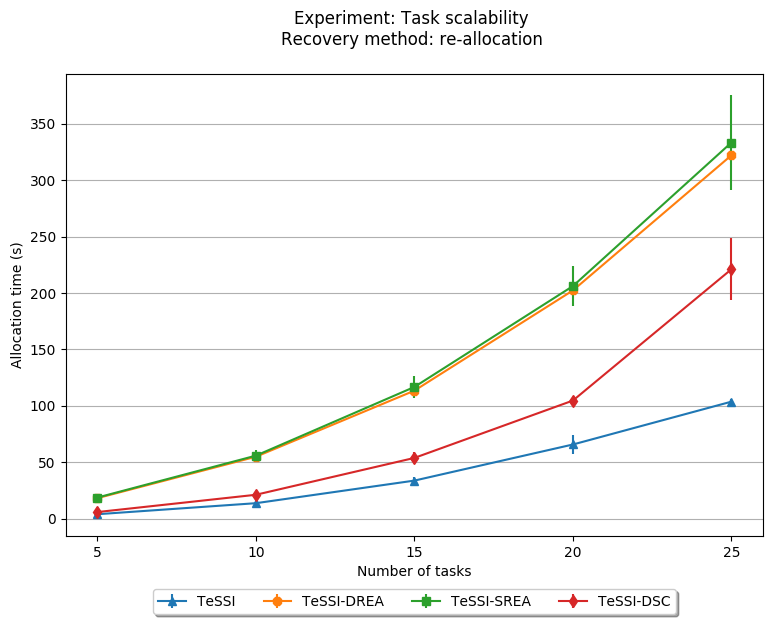 Experiment: Task scalability
Recovery method: re-allocation
Allocation time (s)
350
300
250
200
150
100
50
0
5 10 15 20 25
Number of tasks
TeSSI TeSSI-DREA TeSSI-SREA TeSSI-DSC